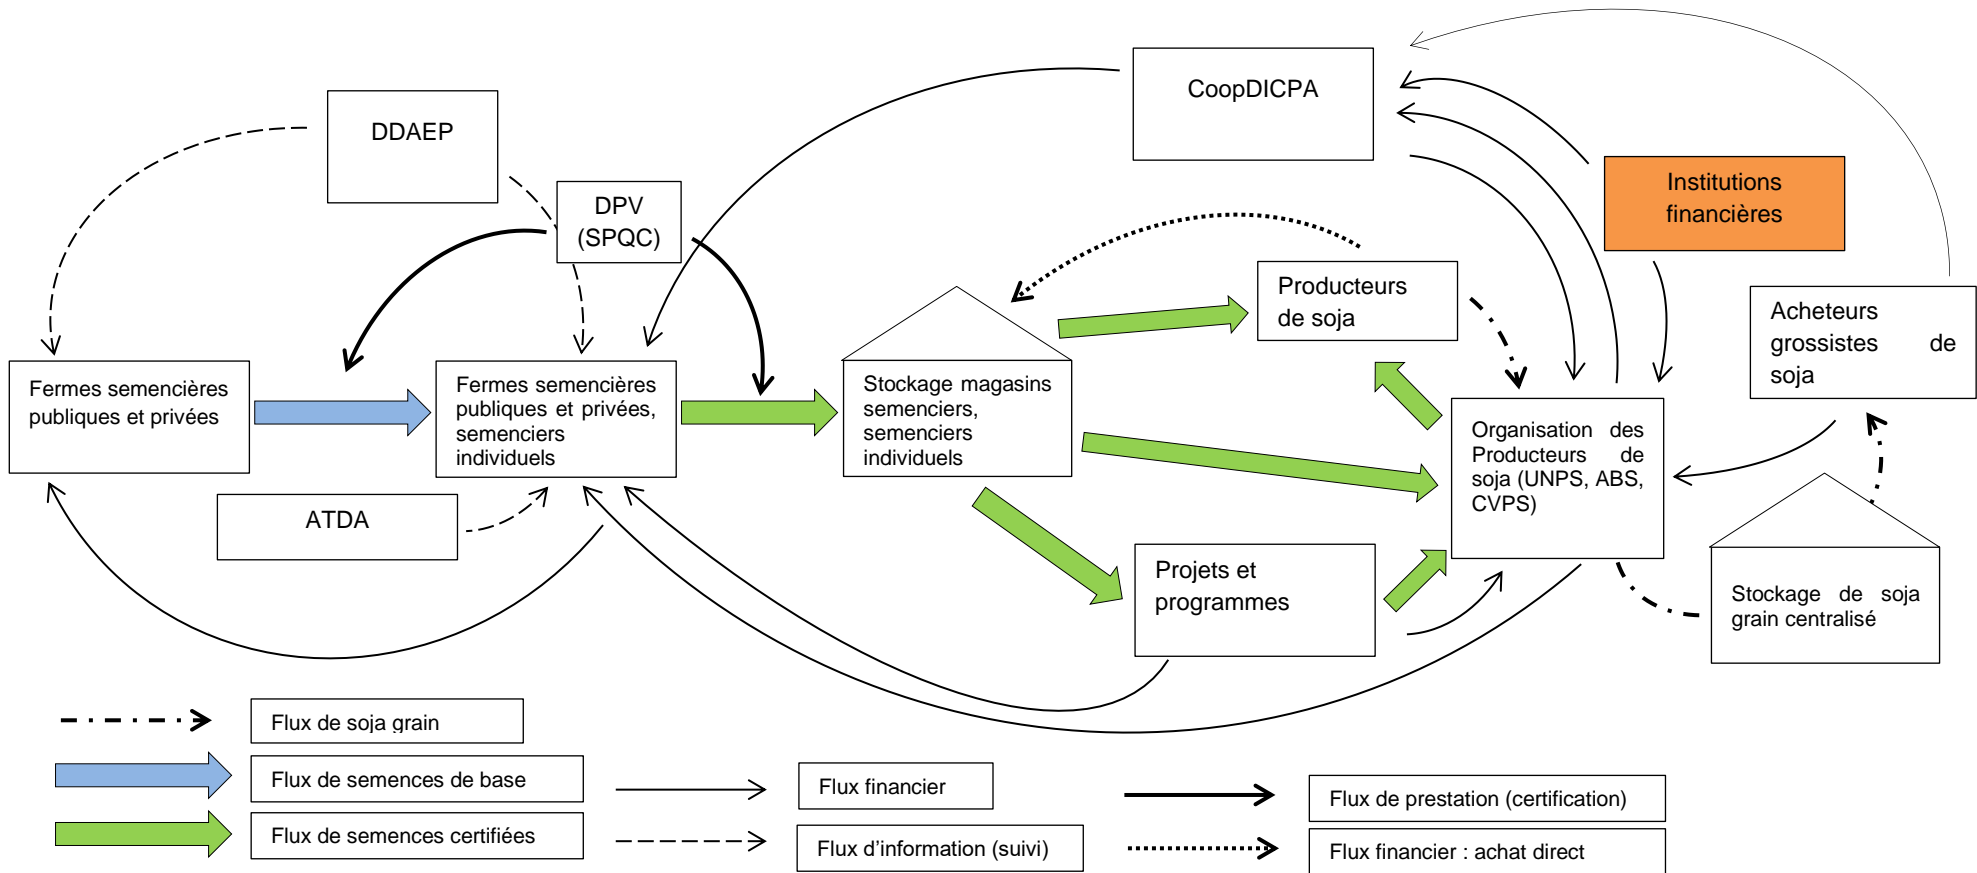 CoopDICPA
DDAEP
DPV
(SPQC)
Institutions
financières
Producteurs
de soja
Acheteurs
grossistes de
soja
Fermes semencières
publiques et privées
Fermes semencières
publiques et privées,
semenciers
individuels
Stockage magasins
semenciers,
semenciers
individuels
Organisation des
Producteurs de
soja (UNPS, ABS,
CVPS)
ATDA
Projets et
programmes
Stockage de soja
grain centralisé
Flux de soja grain
Flux de semences de base
Flux de semences certifiées
Flux financier
Flux d’information (suivi)
Flux de prestation (certification)
Flux financier : achat direct